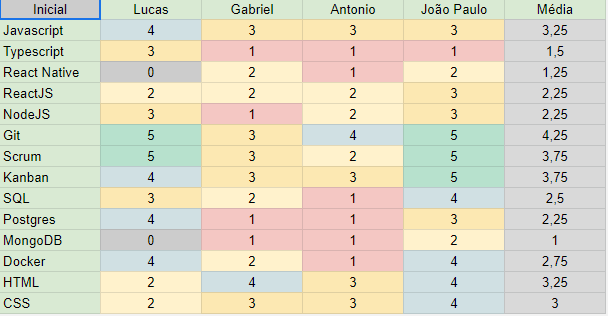 Inicial Lucas Gabriel Antonio João Paulo Média
Javascript 4 3 3 3 3,25
Typescript 3 1 1 1 1,5
React Native 0 2 1 2 1,25
ReactJS 2 2 2 3 2,25
NodeJS 3 1 2 3 2,25
Git 5 3 4 5 4,25
Scrum 5 3 2 5 3,75
Kanban 4 3 3 5 3,75
SQL 3 2 1 4 2,5
Postgres 4 1 1 3 2,25
MongoDB 0 1 1 2 1
Docker 4 2 1 4 2,75
HTML 2 4 3 4 3,25
CSS 2 3 3 4 3